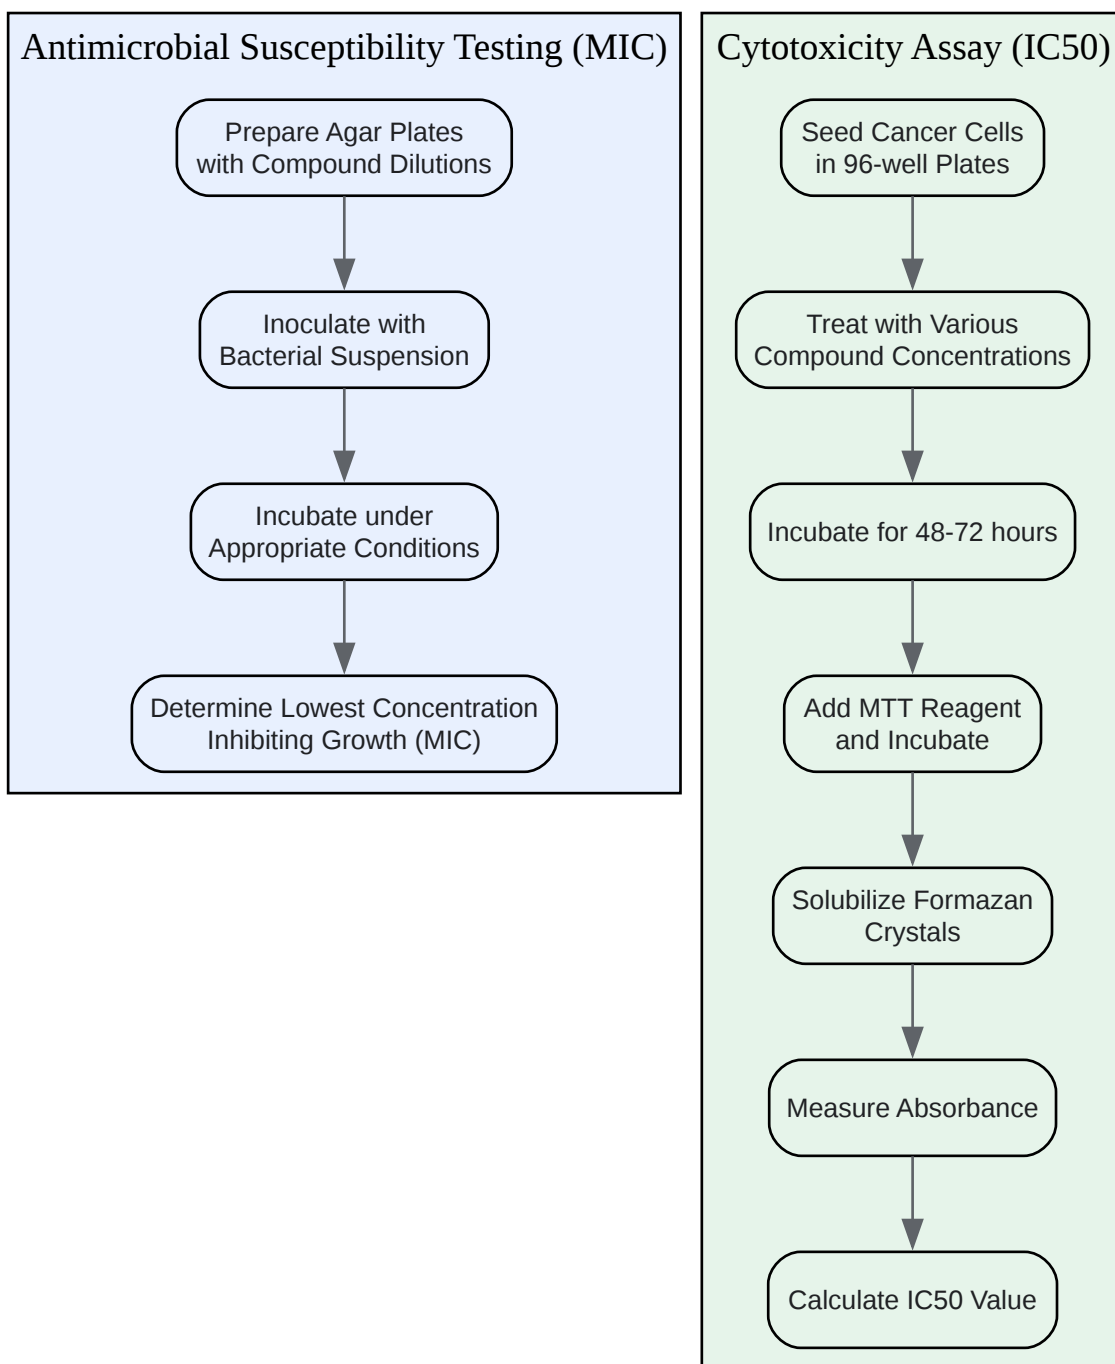 Antimicrobial Susceptibility Testing (MIC)
Prepare Agar Plates
with Compound Dilutions
Inoculate with
Bacterial Suspension
Incubate under
Appropriate Conditions
Determine Lowest Concentration
Inhibiting Growth (MIC)
Cytotoxicity Assay (IC50)
Seed Cancer Cells
in 96-well Plates
Treat with Various
Compound Concentrations
Incubate for 48-72 hours
Add MTT Reagent
and Incubate
Solubilize Formazan
Crystals
Measure Absorbance
Calculate IC50 Value